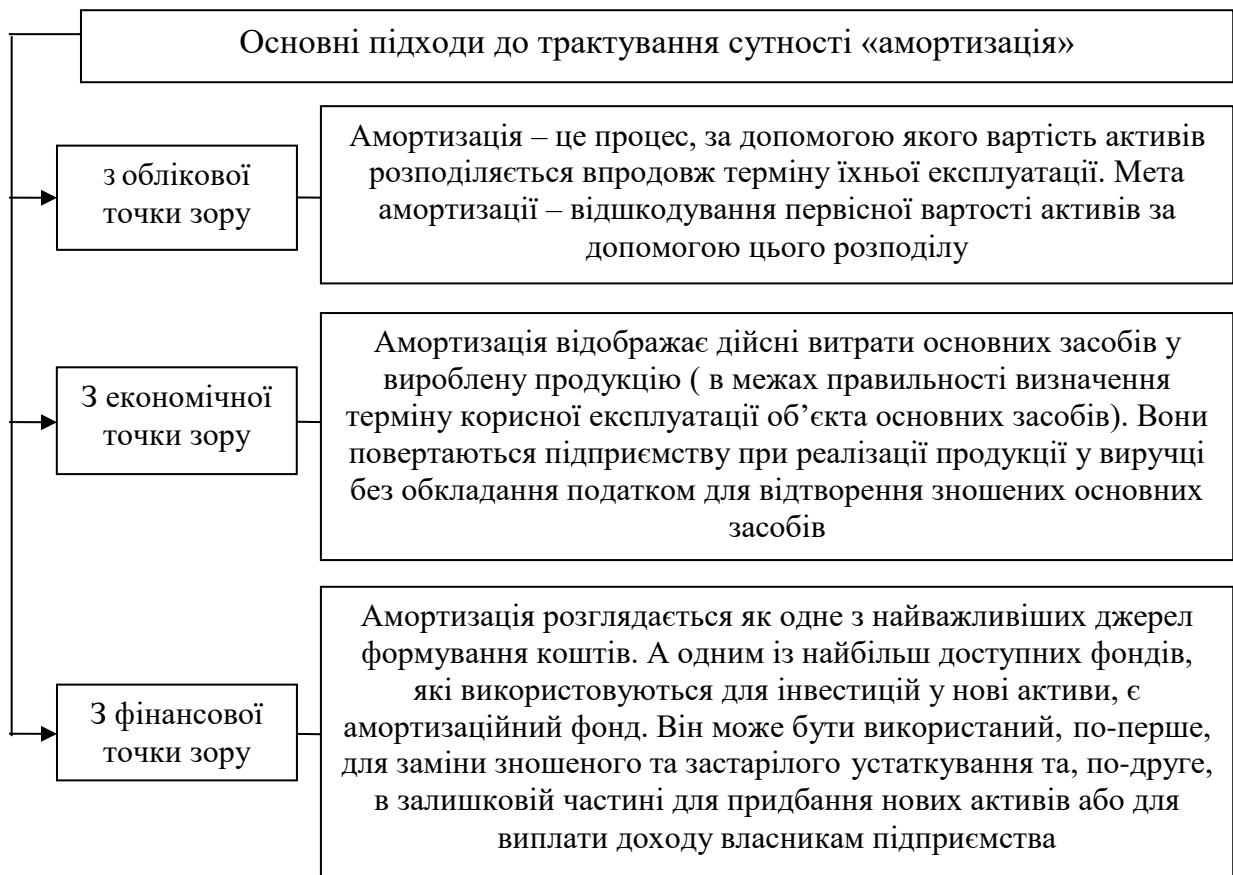 Основні підходи до трактування сутності «амортизація»
з облікової
точки зору
Амортизація – це процес, за допомогою якого вартість активів
розподіляється впродовж терміну їхньої експлуатації. Мета
амортизації – відшкодування первісної вартості активів за
допомогою цього розподілу
З економічної
точки зору
Амортизація відображає дійсні витрати основних засобів у
вироблену продукцію ( в межах правильності визначення
терміну корисної експлуатації об’єкта основних засобів). Вони
повертаються підприємству при реалізації продукції у виручці
без обкладання податком для відтворення зношених основних
засобів
З фінансової
точки зору
Амортизація розглядається як одне з найважливіших джерел
формування коштів. А одним із найбільш доступних фондів,
які використовуються для інвестицій у нові активи, є
амортизаційний фонд. Він може бути використаний, по-перше,
для заміни зношеного та застарілого устаткування та, по-друге,
в залишковій частині для придбання нових активів або для
виплати доходу власникам підприємства